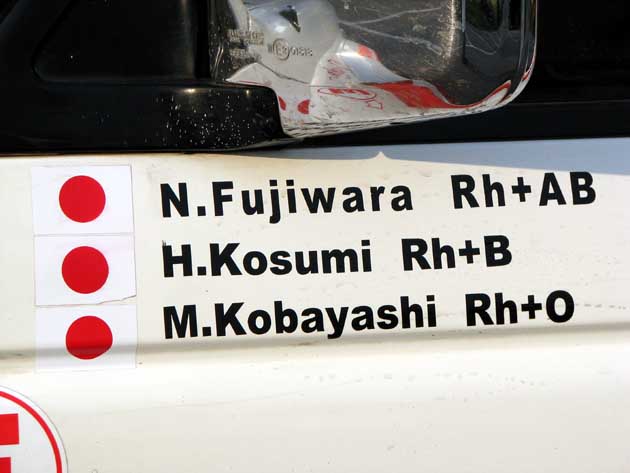 N.Fujiwara Rh+AB
H.Kosumi Rh+B
M.Kobayashi Rh+O